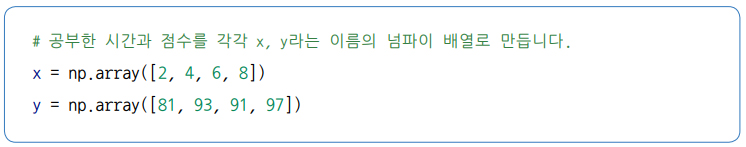 # 공부한 시간과 점수를 각각 x, y라는 이름의 넘파이 배열로 만듭니다.
x = np.array([2, 4, 6, 8])
y = np.array([81, 93, 91, 97])